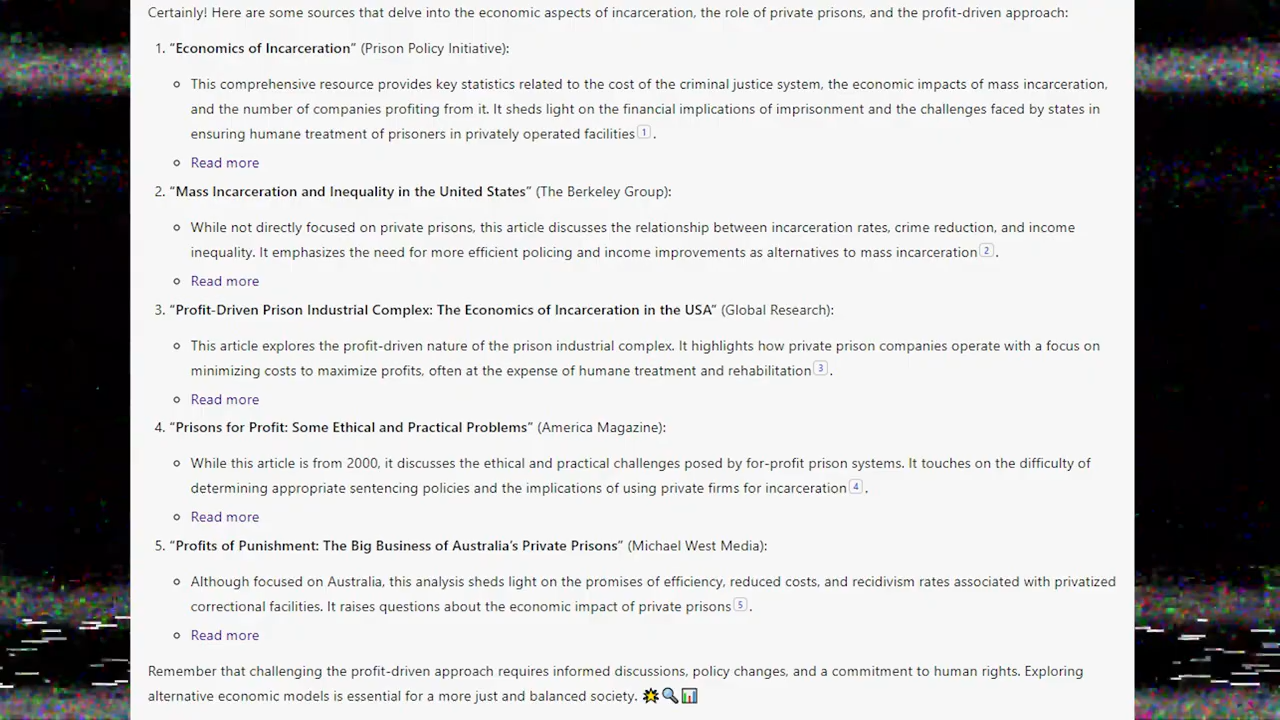 Certainly! Here are some sources that delve into the economic aspects of incarceration, the role of private prisons, and the profit-driven approach:
1. “Economics of Incarceration” (Prison Policy Initiative):
This comprehensive resource provides key statistics related to the cost of the criminal justice system, the economic impacts of mass incarceration,
and the number of companies profiting from it. It sheds light on the financial implications of imprisonment and the challenges faced by states in
ensuring humane treatment of prisoners in privately operated facilities 1 .
Read more
2. “Mass Incarceration and Inequality in the United States” (The Berkeley Group):
While not directly focused on private prisons, this article discusses the relationship between incarceration rates, crime reduction, and income
inequality. It emphasizes the need for more efficient policing and income improvements as alternatives to mass incarceration 2 .
Read more
3. “Profit-Driven Prison Industrial Complex: The Economics of Incarceration in the USA” (Global Research):
This article explores the profit-driven nature of the prison industrial complex. It highlights how private prison companies operate with a focus on
minimizing costs to maximize profits, often at the expense of humane treatment and rehabilitation 3 .
Read more
4. “Prisons for Profit: Some Ethical and Practical Problems” (America Magazine):
While this article is from 2000, it discusses the ethical and practical challenges posed by for-profit prison systems. It touches on the difficulty of
determining appropriate sentencing policies and the implications of using private firms for incarceration 4 .
Read more
5. “Profits of Punishment: The Big Business of Australia’s Private Prisons” (Michael West Media):
Although focused on Australia, this analysis sheds light on the promises of efficiency, reduced costs, and recidivism rates associated with privatized
correctional facilities. It raises questions about the economic impact of private prisons 5 .
Read more
Remember that challenging the profit-driven approach requires informed discussions, policy changes, and a commitment to human rights. Exploring
alternative economic models is essential for a more just and balanced society. 💥🔍📊